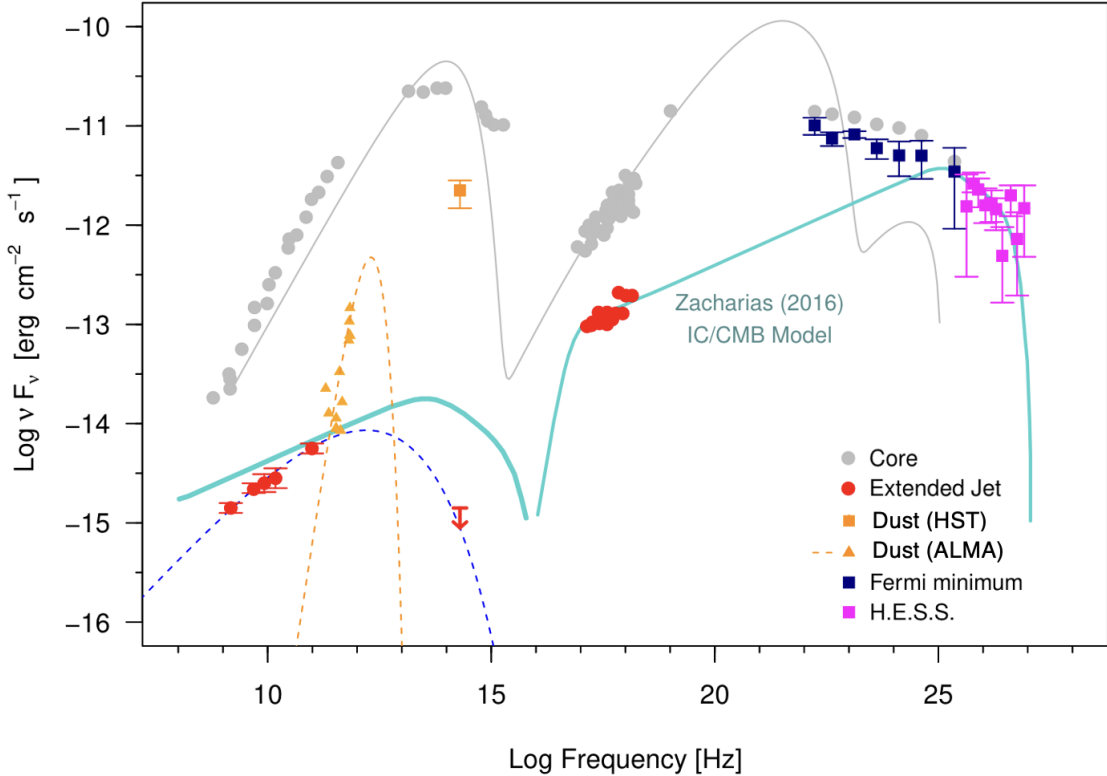 −10
−11
−12
−13
−14
−15
−16
Log ν Fν [erg cm−2 s−1]
Zacharias (2016)
IC/CMB Model
Core
Extended Jet
Dust (HST)
Dust (ALMA)
Fermi minimum
H.E.S.S.
10 15 20 25
Log Frequency [Hz]